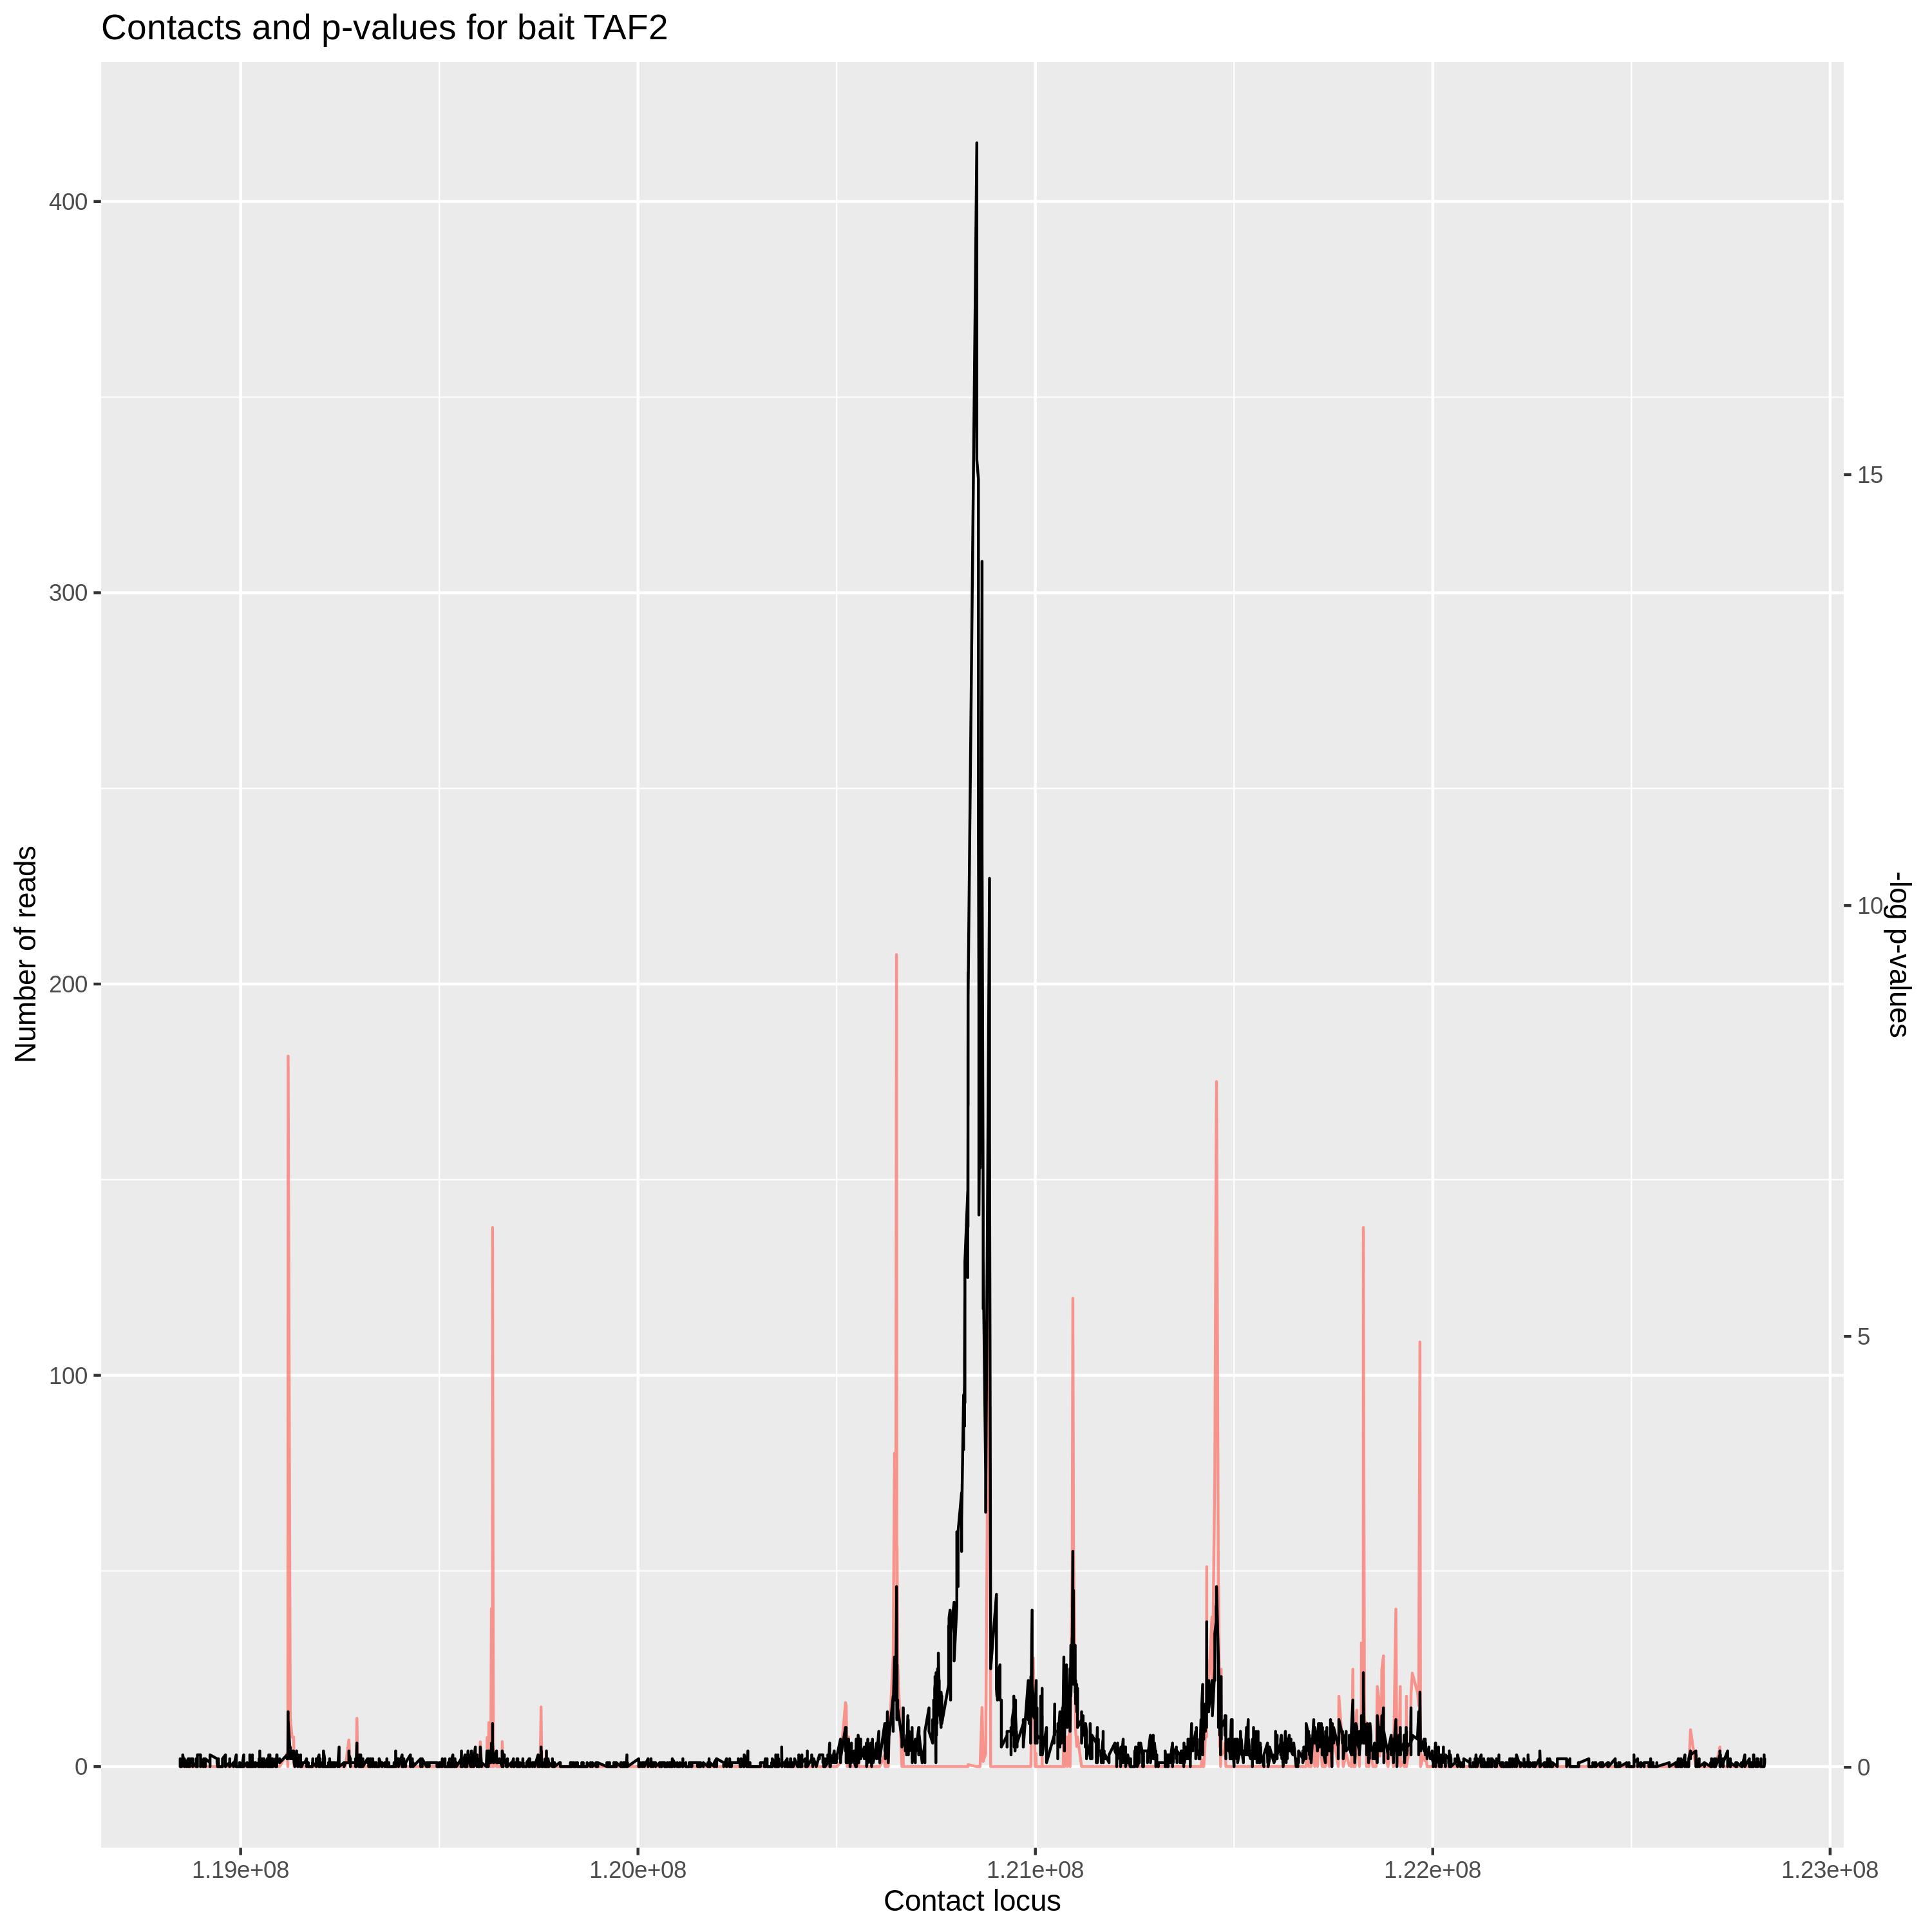 Contacts and p-values for bait TAF2
400
300
200
100
0
Number of reads
15
10
5
0
-log p-values
1.19e+08
1.20e+08
1.21e+08
1.22e+08
1.23e+08
Contact locus